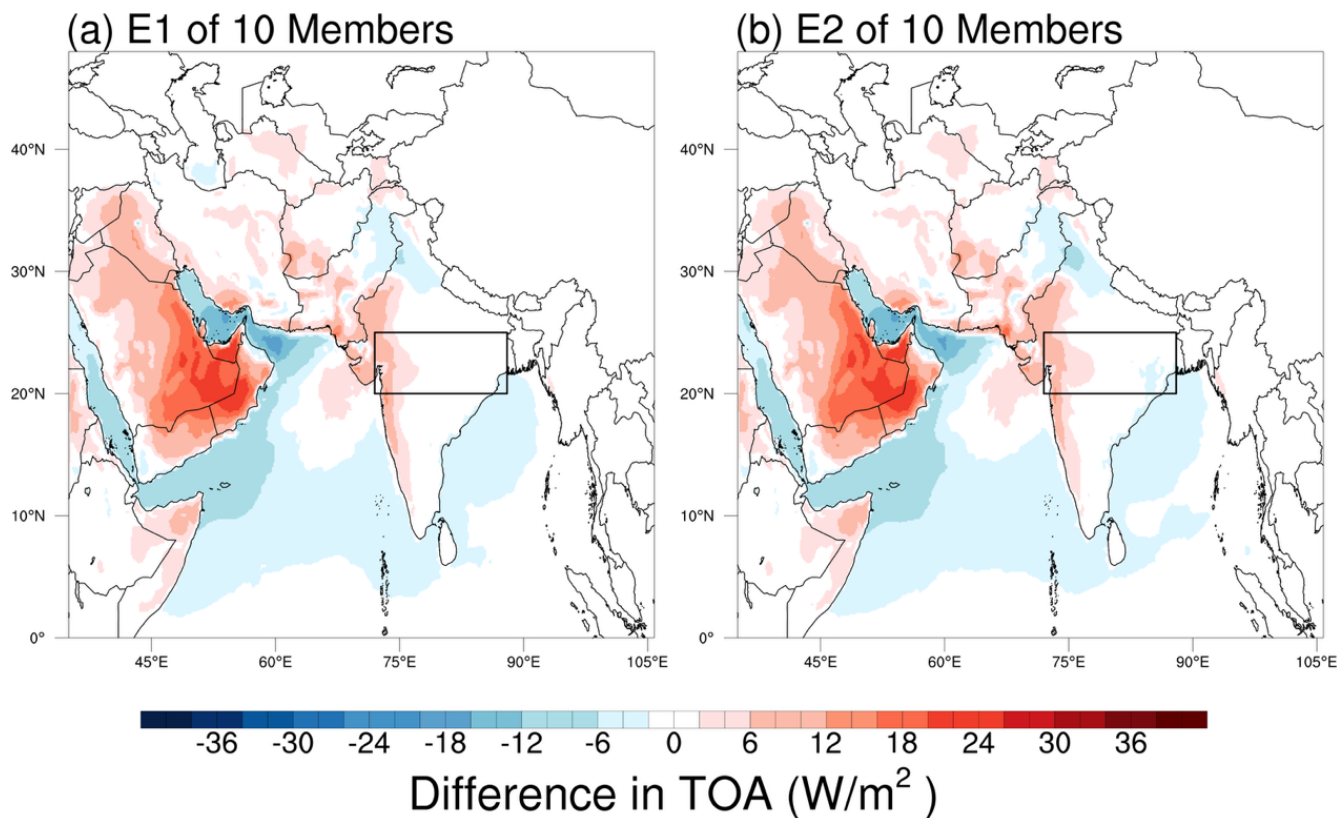 (a) E1 of 10 Members
(b) E2 of 10 Members
40°N
30°N
20°N
10°N
0°
45°E 60°E 75°E 90°E 105°E
40°N
30°N
20°N
10°N
0°
45°E 60°E 75°E 90°E 105°E
-36 -30 -24 -18 -12 -6 0 6 12 18 24 30 36
Difference in TOA (W/m² )